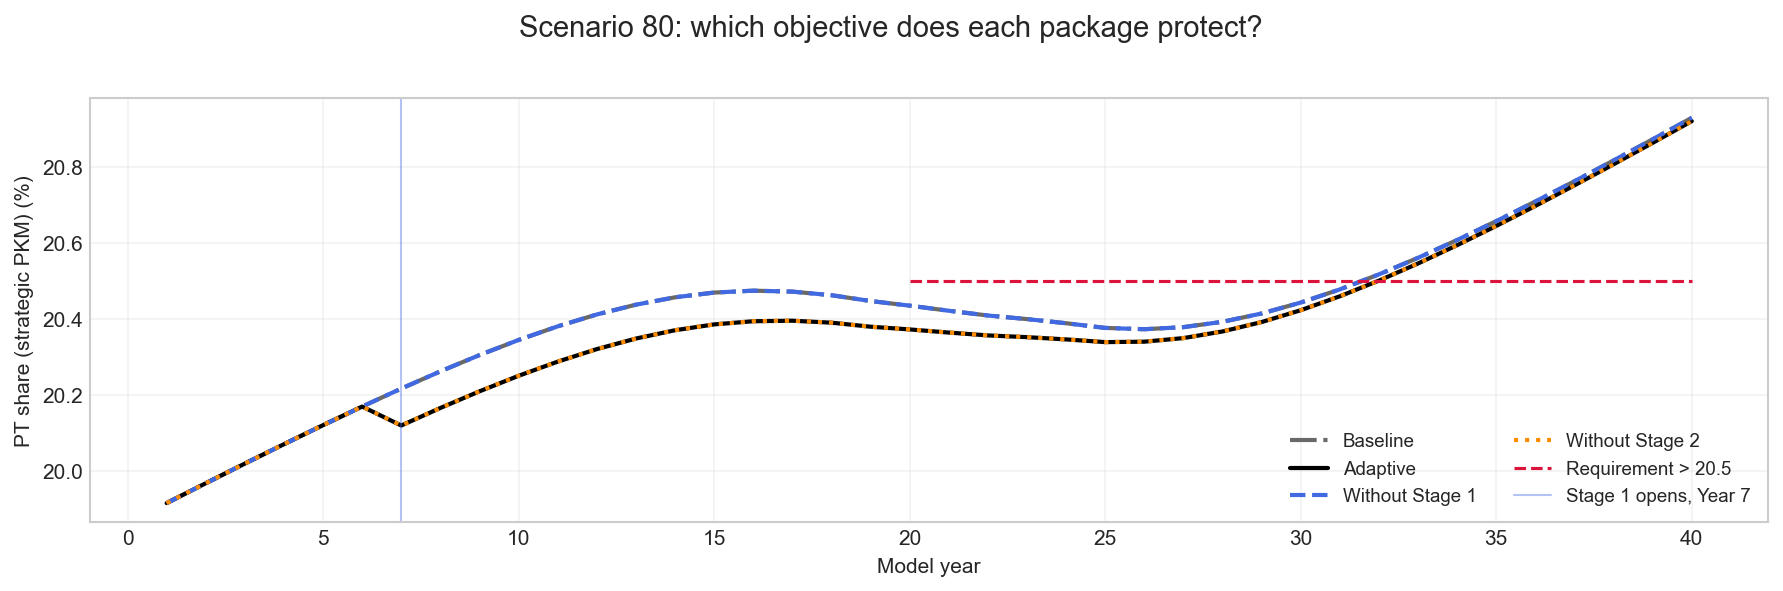 Scenario 80: which objective does each package protect?
PT share (strategic PKM) (%)
20.8
20.6
20.4
20.2
20.0
0 5 10 15 20 25 30 35 40
Model year
Baseline
Adaptive
Without Stage 1
Without Stage 2
Requirement > 20.5
Stage 1 opens, Year 7